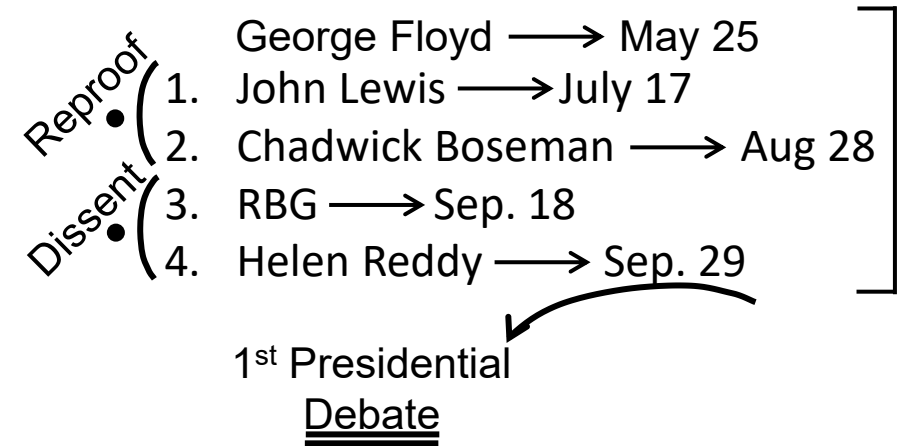 George Floyd → May 25
Reproof
1. John Lewis → July 17
2. Chadwick Boseman → Aug 28
Dissent
3. RBG → Sep. 18
4. Helen Reddy → Sep. 29
1st Presidential
Debate